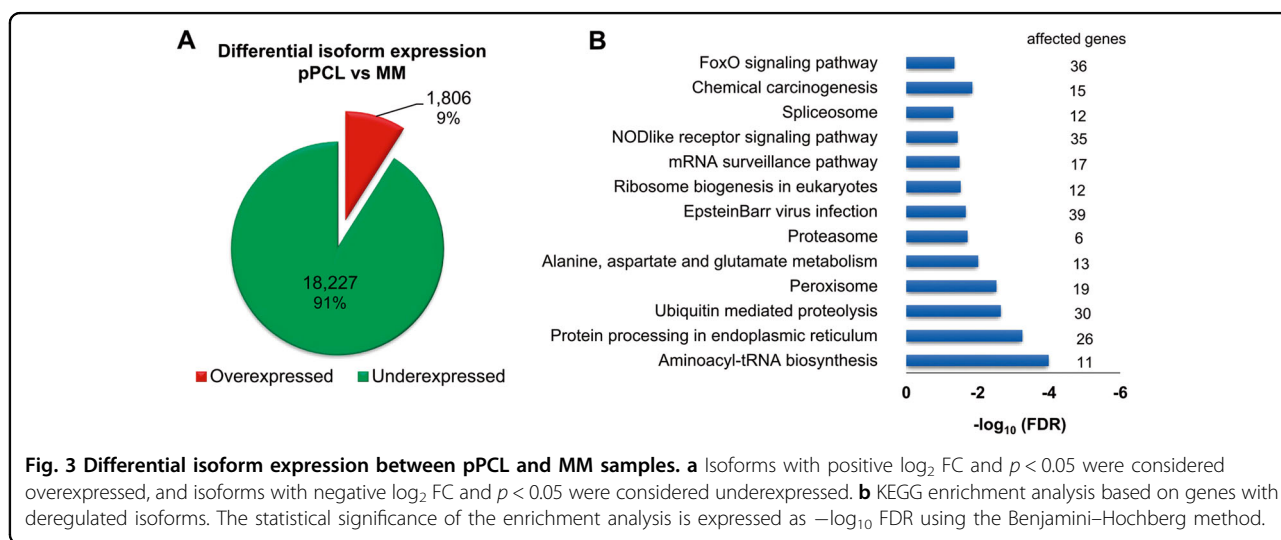 A
Differential isoform expression
pPCL vs MM
1,806
9%
18,227
91%
Overexpressed
Underexpressed
B
affected genes
FoxO signaling pathway 36
Chemical carcinogenesis 15
Spliceosome 12
NODlike receptor signaling pathway 35
mRNA surveillance pathway 17
Ribosome biogenesis in eukaryotes 12
EpsteinBarr virus infection 39
Proteasome 6
Alanine, aspartate and glutamate metabolism 13
Peroxisome 19
Ubiquitin mediated proteolysis 30
Protein processing in endoplasmic reticulum 26
Aminoacyl-tRNA biosynthesis 11
0 -2 -4 -6
-log₁₀ (FDR)
Fig. 3 Differential isoform expression between pPCL and MM samples. a Isoforms with positive log₂ FC and p < 0.05 were considered
overexpressed, and isoforms with negative log₂ FC and p < 0.05 were considered underexpressed. b KEGG enrichment analysis based on genes with
deregulated isoforms. The statistical significance of the enrichment analysis is expressed as −log₁₀ FDR using the Benjamini–Hochberg method.